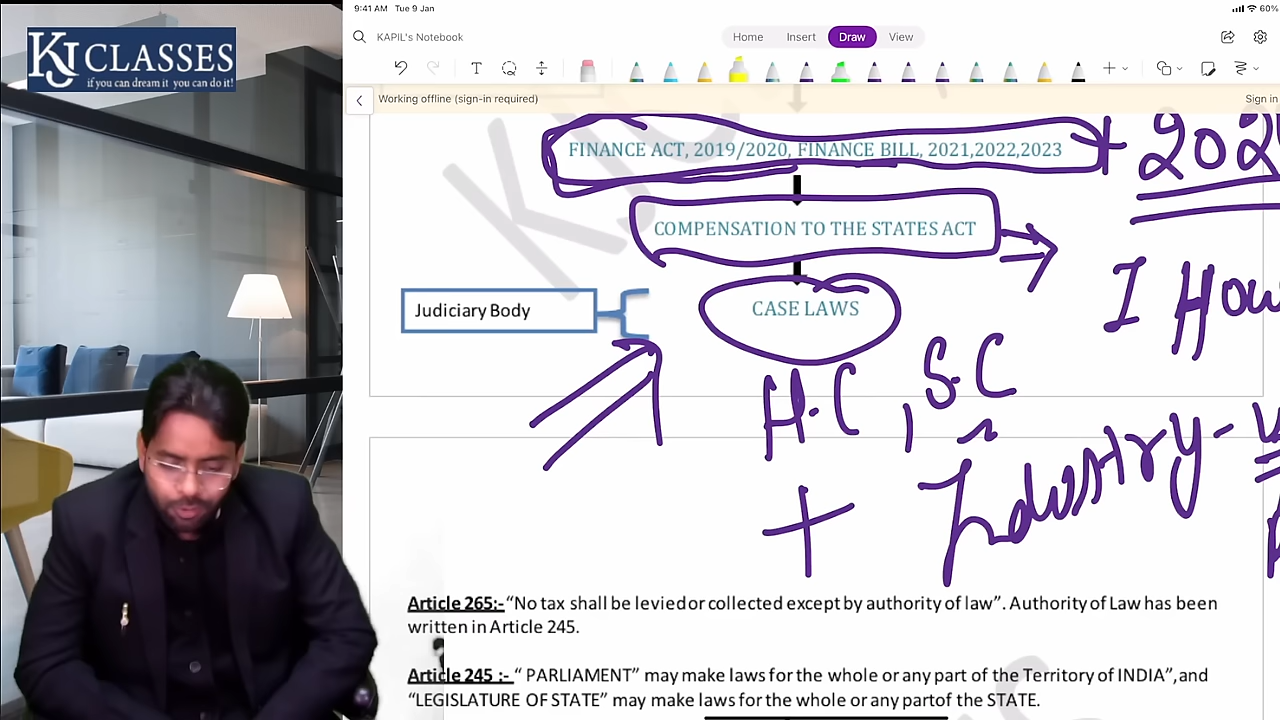 KJ CLASSES
if you can dream it you can do it!
9:41 AM Tue 9 Jan
60%
KAPIL's Notebook
Home Insert Draw View
Working offline (sign-in required)
Sign in
FINANCE ACT, 2019/2020, FINANCE BILL, 2021,2022,2023
+ 202
COMPENSATION TO THE STATES ACT
I
Judiciary Body
CASE LAWS
H.C , S.C
+ Industry -
Article 265:-“No tax shall be levied or collected except by authority of law”. Authority of Law has been
written in Article 245.
Article 245 :- “ PARLIAMENT” may make laws for the whole or any part of the Territory of INDIA”,and
“LEGISLATURE OF STATE” may make laws for the whole or any partof the STATE.